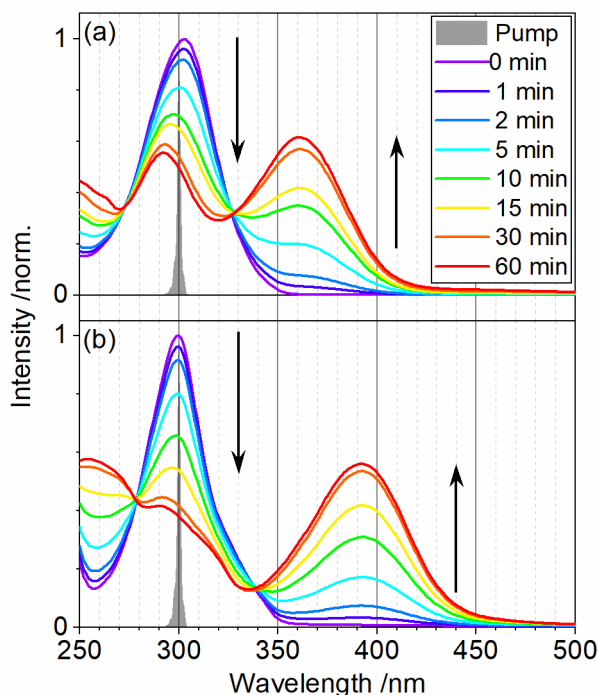 (a)
Pump
0 min
1 min
2 min
5 min
10 min
15 min
30 min
60 min
1
0
Intensity /norm.
(b)
1
0
250 300 350 400 450 500
Wavelength /nm